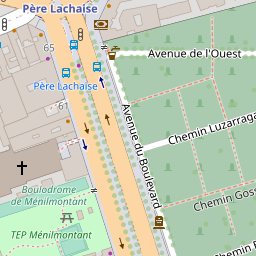 Père Lachaise
65
Avenue de l'Ouest
Père Lachaise
61
Avenue du Boulevard
Chemin Luzarraga
Boulodrome
de Ménilmontant
Chemin Gos
TEP Ménilmontant
Chemin